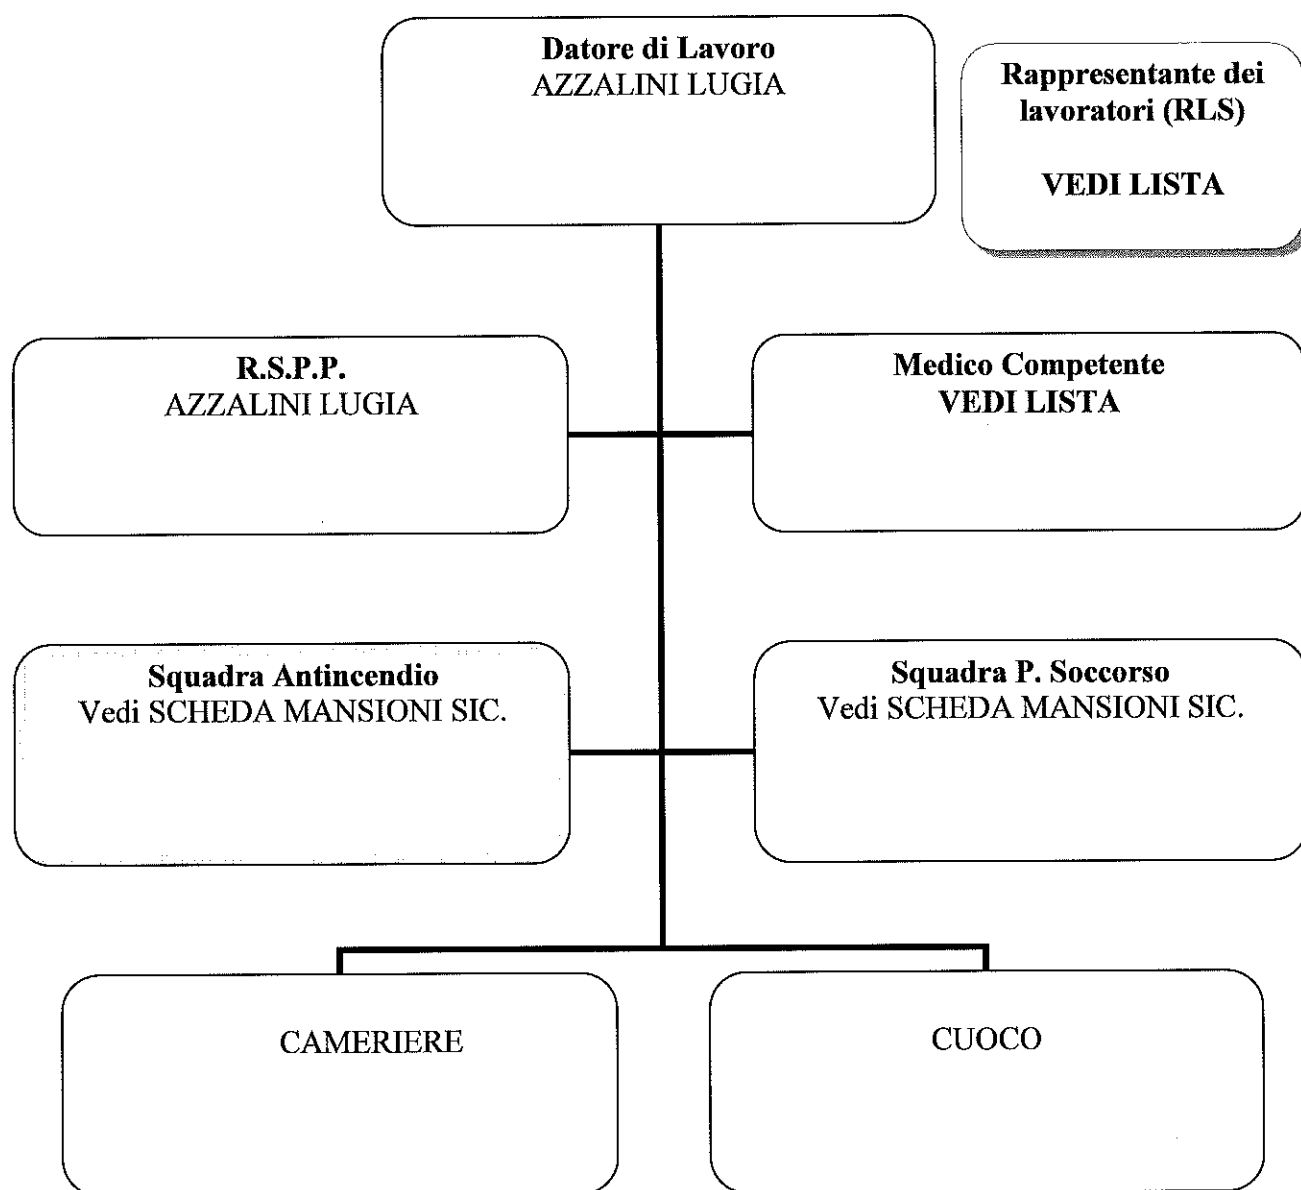 Datore di Lavoro
AZZALINI LUGIA
Rappresentante dei
lavoratori (RLS)
VEDI LISTA
R.S.P.P.
AZZALINI LUGIA
Medico Competente
VEDI LISTA
Squadra Antincendio
Vedi SCHEDA MANSIONI SIC.
Squadra P. Soccorso
Vedi SCHEDA MANSIONI SIC.
CAMERIERE
CUOCO